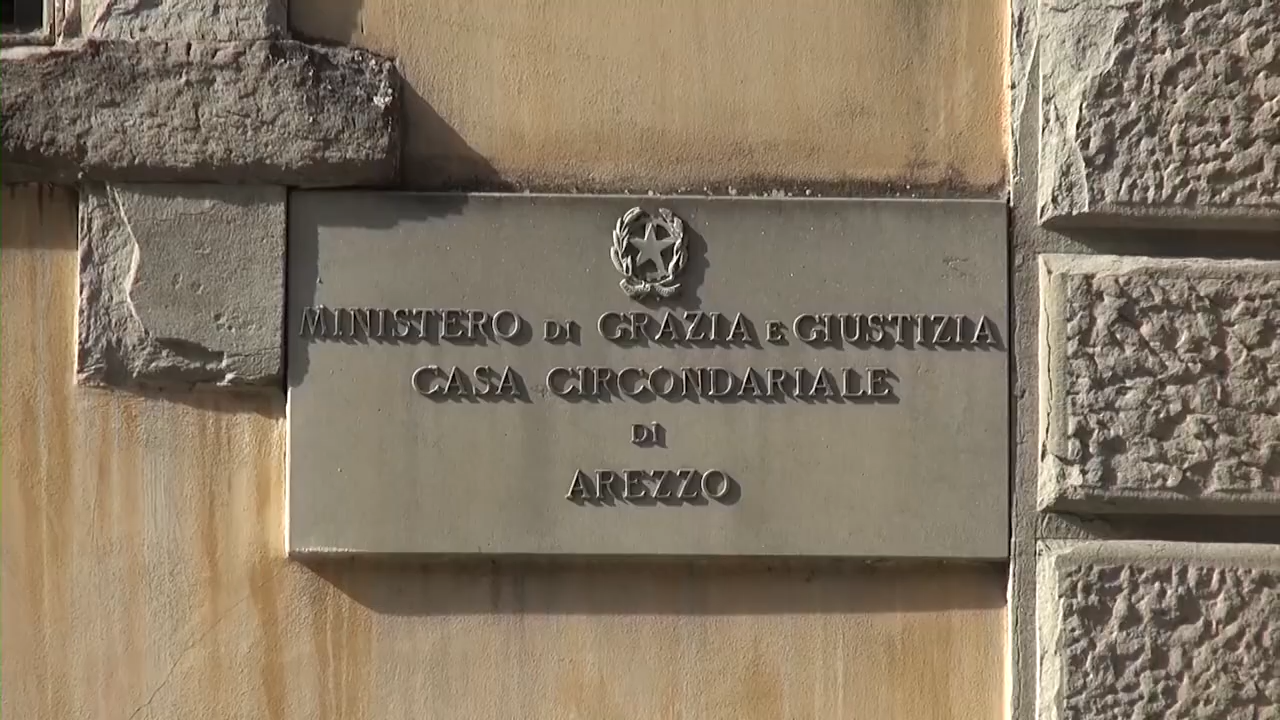 MINISTERO DI GRAZIA E GIUSTIZIA
CASA CIRCONDARIALE
DI
AREZZO